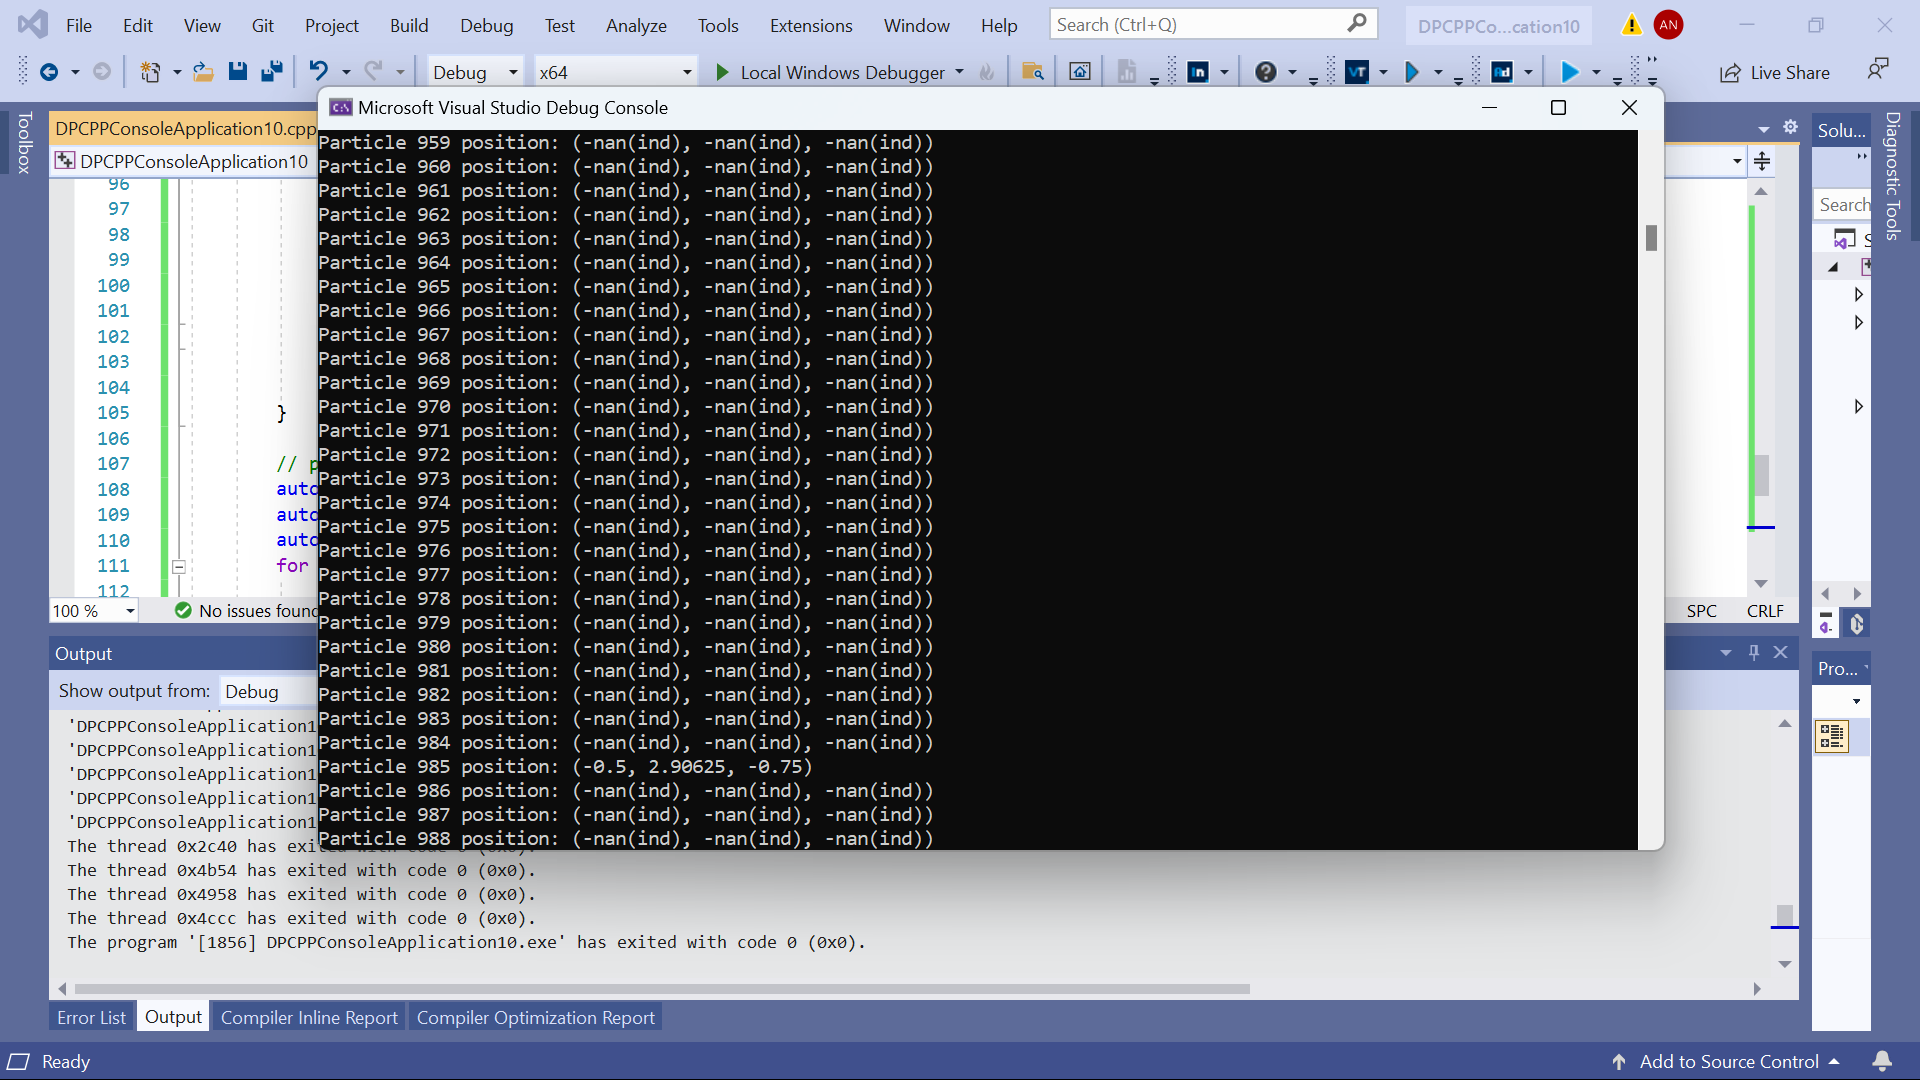 File Edit View Git Project Build Debug Test Analyze Tools Extensions Window Help Search (Ctrl+Q) DPCPPCo...cation10 AN
Debug x64 Local Windows Debugger In VT Ad Live Share
Microsoft Visual Studio Debug Console
Toolbox
DPCPPConsoleApplication10.cpp
DPCPPConsoleApplication10
96
97
98
99
100
101
102
103
104
105 }
106
107 // p
108 auto
109 auto
110 auto
111 for
112
100 % No issues found
SPC CRLF
Particle 959 position: (-nan(ind), -nan(ind), -nan(ind))
Particle 960 position: (-nan(ind), -nan(ind), -nan(ind))
Particle 961 position: (-nan(ind), -nan(ind), -nan(ind))
Particle 962 position: (-nan(ind), -nan(ind), -nan(ind))
Particle 963 position: (-nan(ind), -nan(ind), -nan(ind))
Particle 964 position: (-nan(ind), -nan(ind), -nan(ind))
Particle 965 position: (-nan(ind), -nan(ind), -nan(ind))
Particle 966 position: (-nan(ind), -nan(ind), -nan(ind))
Particle 967 position: (-nan(ind), -nan(ind), -nan(ind))
Particle 968 position: (-nan(ind), -nan(ind), -nan(ind))
Particle 969 position: (-nan(ind), -nan(ind), -nan(ind))
Particle 970 position: (-nan(ind), -nan(ind), -nan(ind))
Particle 971 position: (-nan(ind), -nan(ind), -nan(ind))
Particle 972 position: (-nan(ind), -nan(ind), -nan(ind))
Particle 973 position: (-nan(ind), -nan(ind), -nan(ind))
Particle 974 position: (-nan(ind), -nan(ind), -nan(ind))
Particle 975 position: (-nan(ind), -nan(ind), -nan(ind))
Particle 976 position: (-nan(ind), -nan(ind), -nan(ind))
Particle 977 position: (-nan(ind), -nan(ind), -nan(ind))
Particle 978 position: (-nan(ind), -nan(ind), -nan(ind))
Particle 979 position: (-nan(ind), -nan(ind), -nan(ind))
Particle 980 position: (-nan(ind), -nan(ind), -nan(ind))
Particle 981 position: (-nan(ind), -nan(ind), -nan(ind))
Particle 982 position: (-nan(ind), -nan(ind), -nan(ind))
Particle 983 position: (-nan(ind), -nan(ind), -nan(ind))
Particle 984 position: (-nan(ind), -nan(ind), -nan(ind))
Particle 985 position: (-0.5, 2.90625, -0.75)
Particle 986 position: (-nan(ind), -nan(ind), -nan(ind))
Particle 987 position: (-nan(ind), -nan(ind), -nan(ind))
Particle 988 position: (-nan(ind), -nan(ind), -nan(ind))
Solu...
Search
Diagnostic Tools
Pro...
Output
Show output from: Debug
'DPCPPConsoleApplication1
'DPCPPConsoleApplication1
'DPCPPConsoleApplication1
'DPCPPConsoleApplication1
'DPCPPConsoleApplication1
The thread 0x2c40 has exited with code 0 (0x0).
The thread 0x4b54 has exited with code 0 (0x0).
The thread 0x4958 has exited with code 0 (0x0).
The thread 0x4ccc has exited with code 0 (0x0).
The program '[1856] DPCPPConsoleApplication10.exe' has exited with code 0 (0x0).
Error List Output Compiler Inline Report Compiler Optimization Report
Ready Add to Source Control